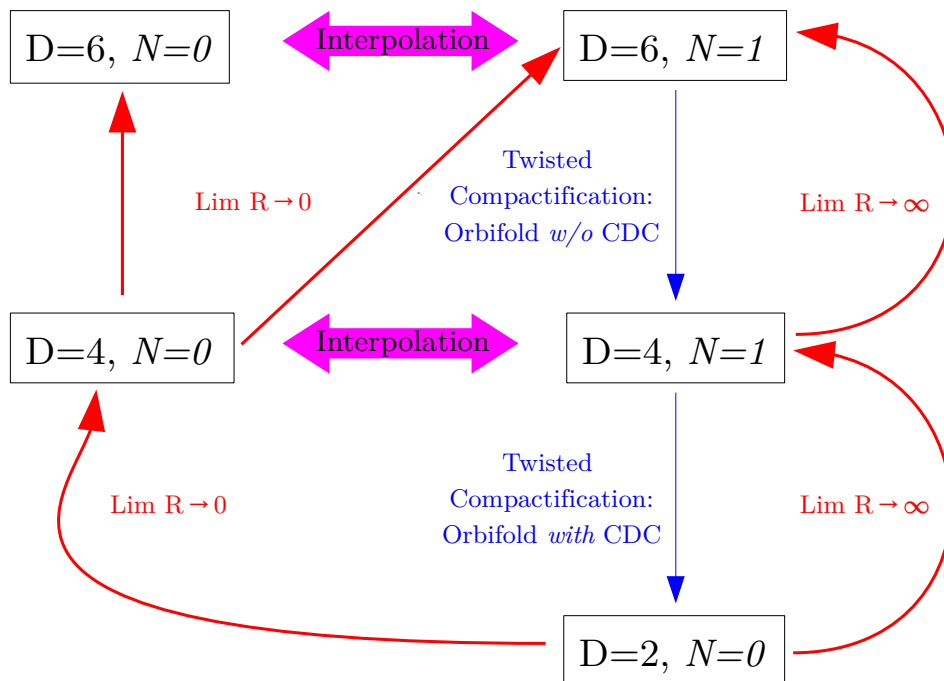 D=6, N=0
Interpolation
D=6, N=1
Twisted
Compactification:
Orbifold w/o CDC
Lim R→0
Lim R→∞
D=4, N=0
Interpolation
D=4, N=1
Twisted
Compactification:
Orbifold with CDC
Lim R→0
Lim R→∞
D=2, N=0